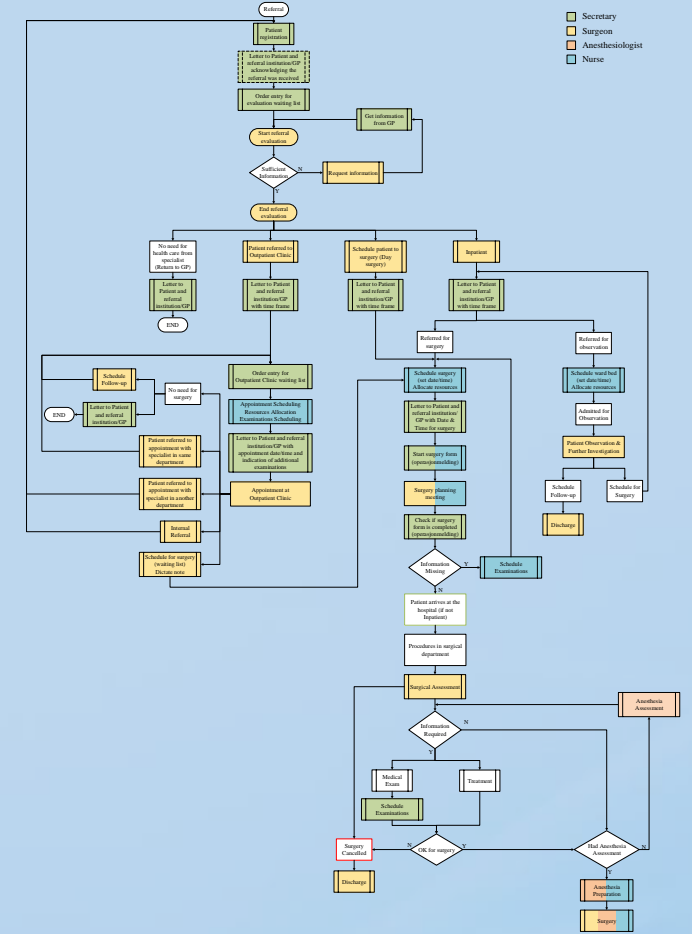 Referral
Secretary
Surgeon
Anesthesiologist
Nurse
Patient
registration
Letter to Patient and
referral institution/GP
acknowledging the
referral was received
Order entry for
evaluation waiting list
Get information
from GP
Start referral
evaluation
Sufficient
Information
N
Request information
Y
End referral
evaluation
No need for
health care from
specialist
(Return to GP)
Patient referred to
Outpatient Clinic
Schedule patient to
surgery (Day
surgery)
Inpatient
Letter to
Patient and
referral
institution/GP
Letter to Patient
and referral
institution/GP
with time frame
Letter to Patient
and referral
institution/GP
with time frame
Letter to Patient
and referral
institution/GP
with time frame
END
Referred for
surgery
Referred for
observation
Schedule
Follow-up
No need for
surgery
Order entry for
Outpatient Clinic waiting list
Schedule surgery
(set date/time)
Allocate resources
Schedule ward bed
(set date/time)
Allocate resources
END
Letter to Patient
and referral
institution/GP
Appointment Scheduling
Resources Allocation
Examinations Scheduling
Letter to Patient and
referral institution/
GP with Date &
Time for surgery
Admitted for
Observation
Patient referred to
appointment with
specialist in same
department
Letter to Patient and referral
institution/GP with
appointment date/time and
indication of additional
examinations
Start surgery form
(operasjonmelding)
Patient Observation &
Further Investigation
Patient referred to
appointment with
specialist in another
department
Appointment at
Outpatient Clinic
Surgery planning
meeting
Schedule
Follow-up
Schedule for
Surgery
Internal
Referral
Check if surgery
form is completed
(operasjonmelding)
Discharge
Schedule for surgery
(waiting list)
Dictate note
Information
Missing
Y
Schedule
Examinations
N
Patient arrives at the
hospital (if not
Inpatient)
Procedures in surgical
department
Surgical Assessment
Anesthesia
Assessment
Information
Required
N
Y
Medical
Exam
Treatment
Schedule
Examinations
Surgery
Cancelled
N
OK for surgery
Y
Had Anesthesia
Assessment
N
Y
Discharge
Anesthesia
Preparation
Surgery